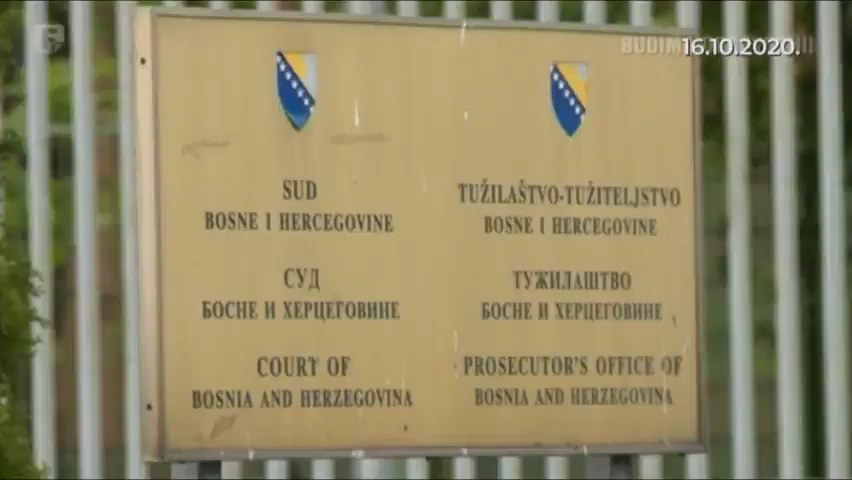 16.10.2020.
SUD
BOSNE I HERCEGOVINE
СУД
БОСНЕ И ХЕРЦЕГОВИНЕ
COURT OF
BOSNIA AND HERZEGOVINA
TUŽILAŠTVO-TUŽITELJSTVO
BOSNE I HERCEGOVINE
ТУЖИЛАШТВО
БОСНЕ И ХЕРЦЕГОВИНЕ
PROSECUTOR'S OFFICE OF
BOSNIA AND HERZEGOVINA